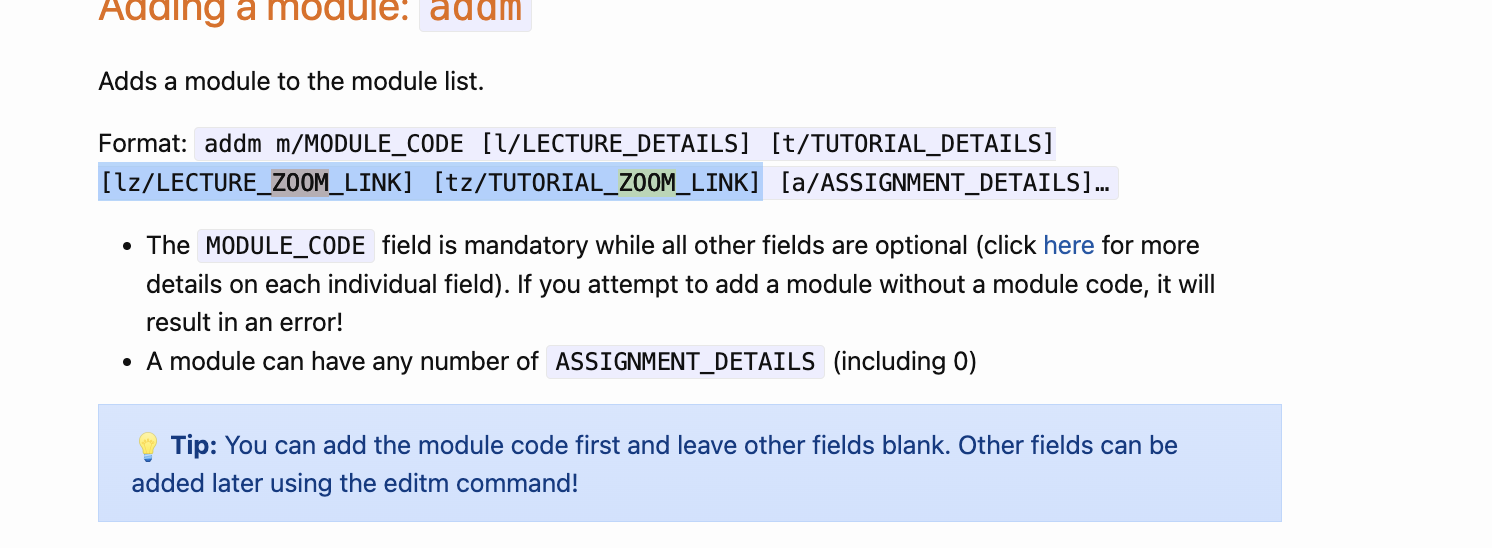 Adding a module: addm
Adds a module to the module list.
Format: addm m/MODULE_CODE [l/LECTURE_DETAILS] [t/TUTORIAL_DETAILS]
[lz/LECTURE_ZOOM_LINK] [tz/TUTORIAL_ZOOM_LINK] [a/ASSIGNMENT_DETAILS]…
• The MODULE_CODE field is mandatory while all other fields are optional (click here for more
details on each individual field). If you attempt to add a module without a module code, it will
result in an error!
• A module can have any number of ASSIGNMENT_DETAILS (including 0)
💡 Tip: You can add the module code first and leave other fields blank. Other fields can be
added later using the editm command!